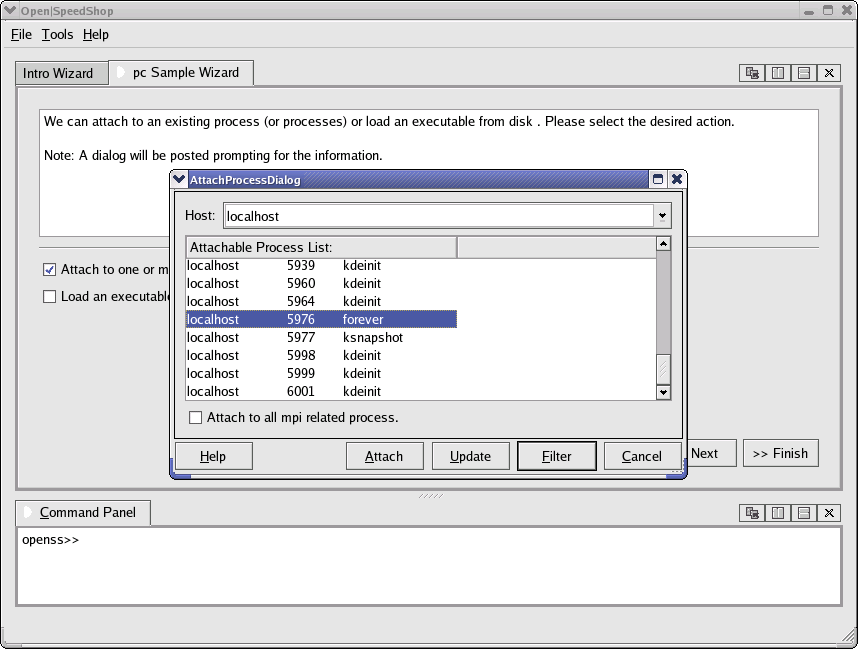 Open|SpeedShop
File Tools Help
Intro Wizard pc Sample Wizard
We can attach to an existing process (or processes) or load an executable from disk . Please select the desired action.
Note: A dialog will be posted prompting for the information.
AttachProcessDialog
Host: localhost
Attachable Process List:
localhost 5939 kdeinit
localhost 5960 kdeinit
localhost 5964 kdeinit
localhost 5976 forever
localhost 5977 ksnapshot
localhost 5998 kdeinit
localhost 5999 kdeinit
localhost 6001 kdeinit
Attach to one or m
Load an executable
Attach to all mpi related process.
Help Attach Update Filter Cancel
Next >> Finish
Command Panel
openss>>